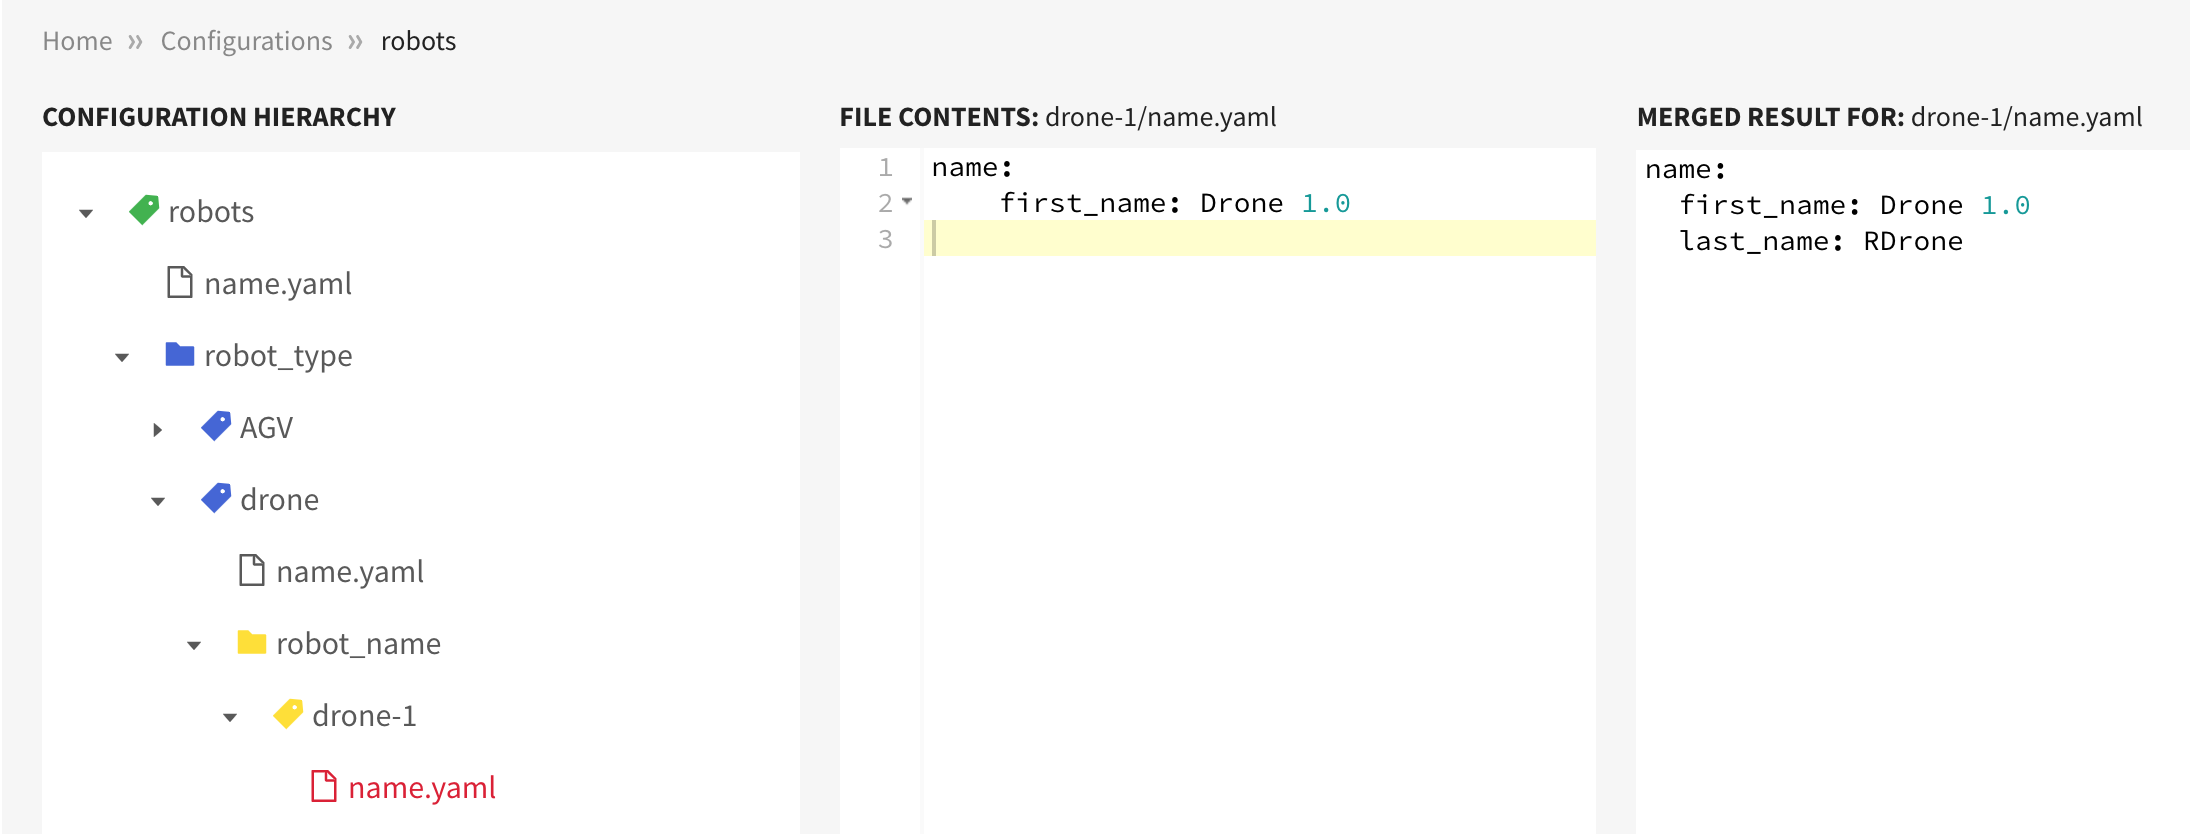 Home » Configurations » robots
CONFIGURATION HIERARCHY
robots
name.yaml
robot_type
AGV
drone
name.yaml
robot_name
drone-1
name.yaml
FILE CONTENTS: drone-1/name.yaml
1 name:
2 first_name: Drone 1.0
3
MERGED RESULT FOR: drone-1/name.yaml
name:
first_name: Drone 1.0
last_name: RDrone